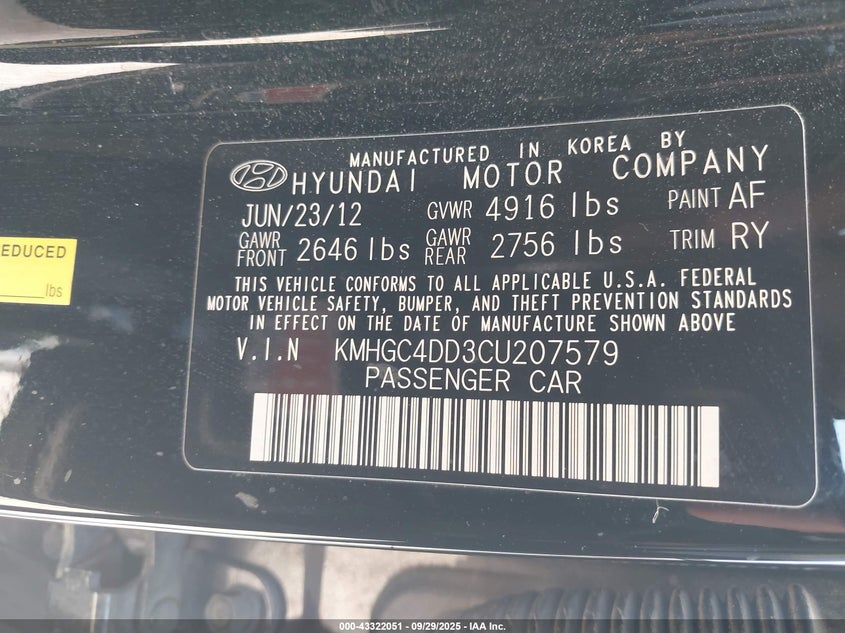 MANUFACTURED IN KOREA BY
HYUNDAI MOTOR COMPANY
JUN/23/12 GVWR 4916 lbs PAINT AF
GAWR FRONT 2646 lbs GAWR REAR 2756 lbs TRIM RY
THIS VEHICLE CONFORMS TO ALL APPLICABLE U.S.A. FEDERAL
MOTOR VEHICLE SAFETY, BUMPER, AND THEFT PREVENTION STANDARDS
IN EFFECT ON THE DATE OF MANUFACTURE SHOWN ABOVE
V.I.N KMHGC4DD3CU207579
PASSENGER CAR
EDUCED
lbs
000-43322051 - 09/29/2025 - IAA Inc.